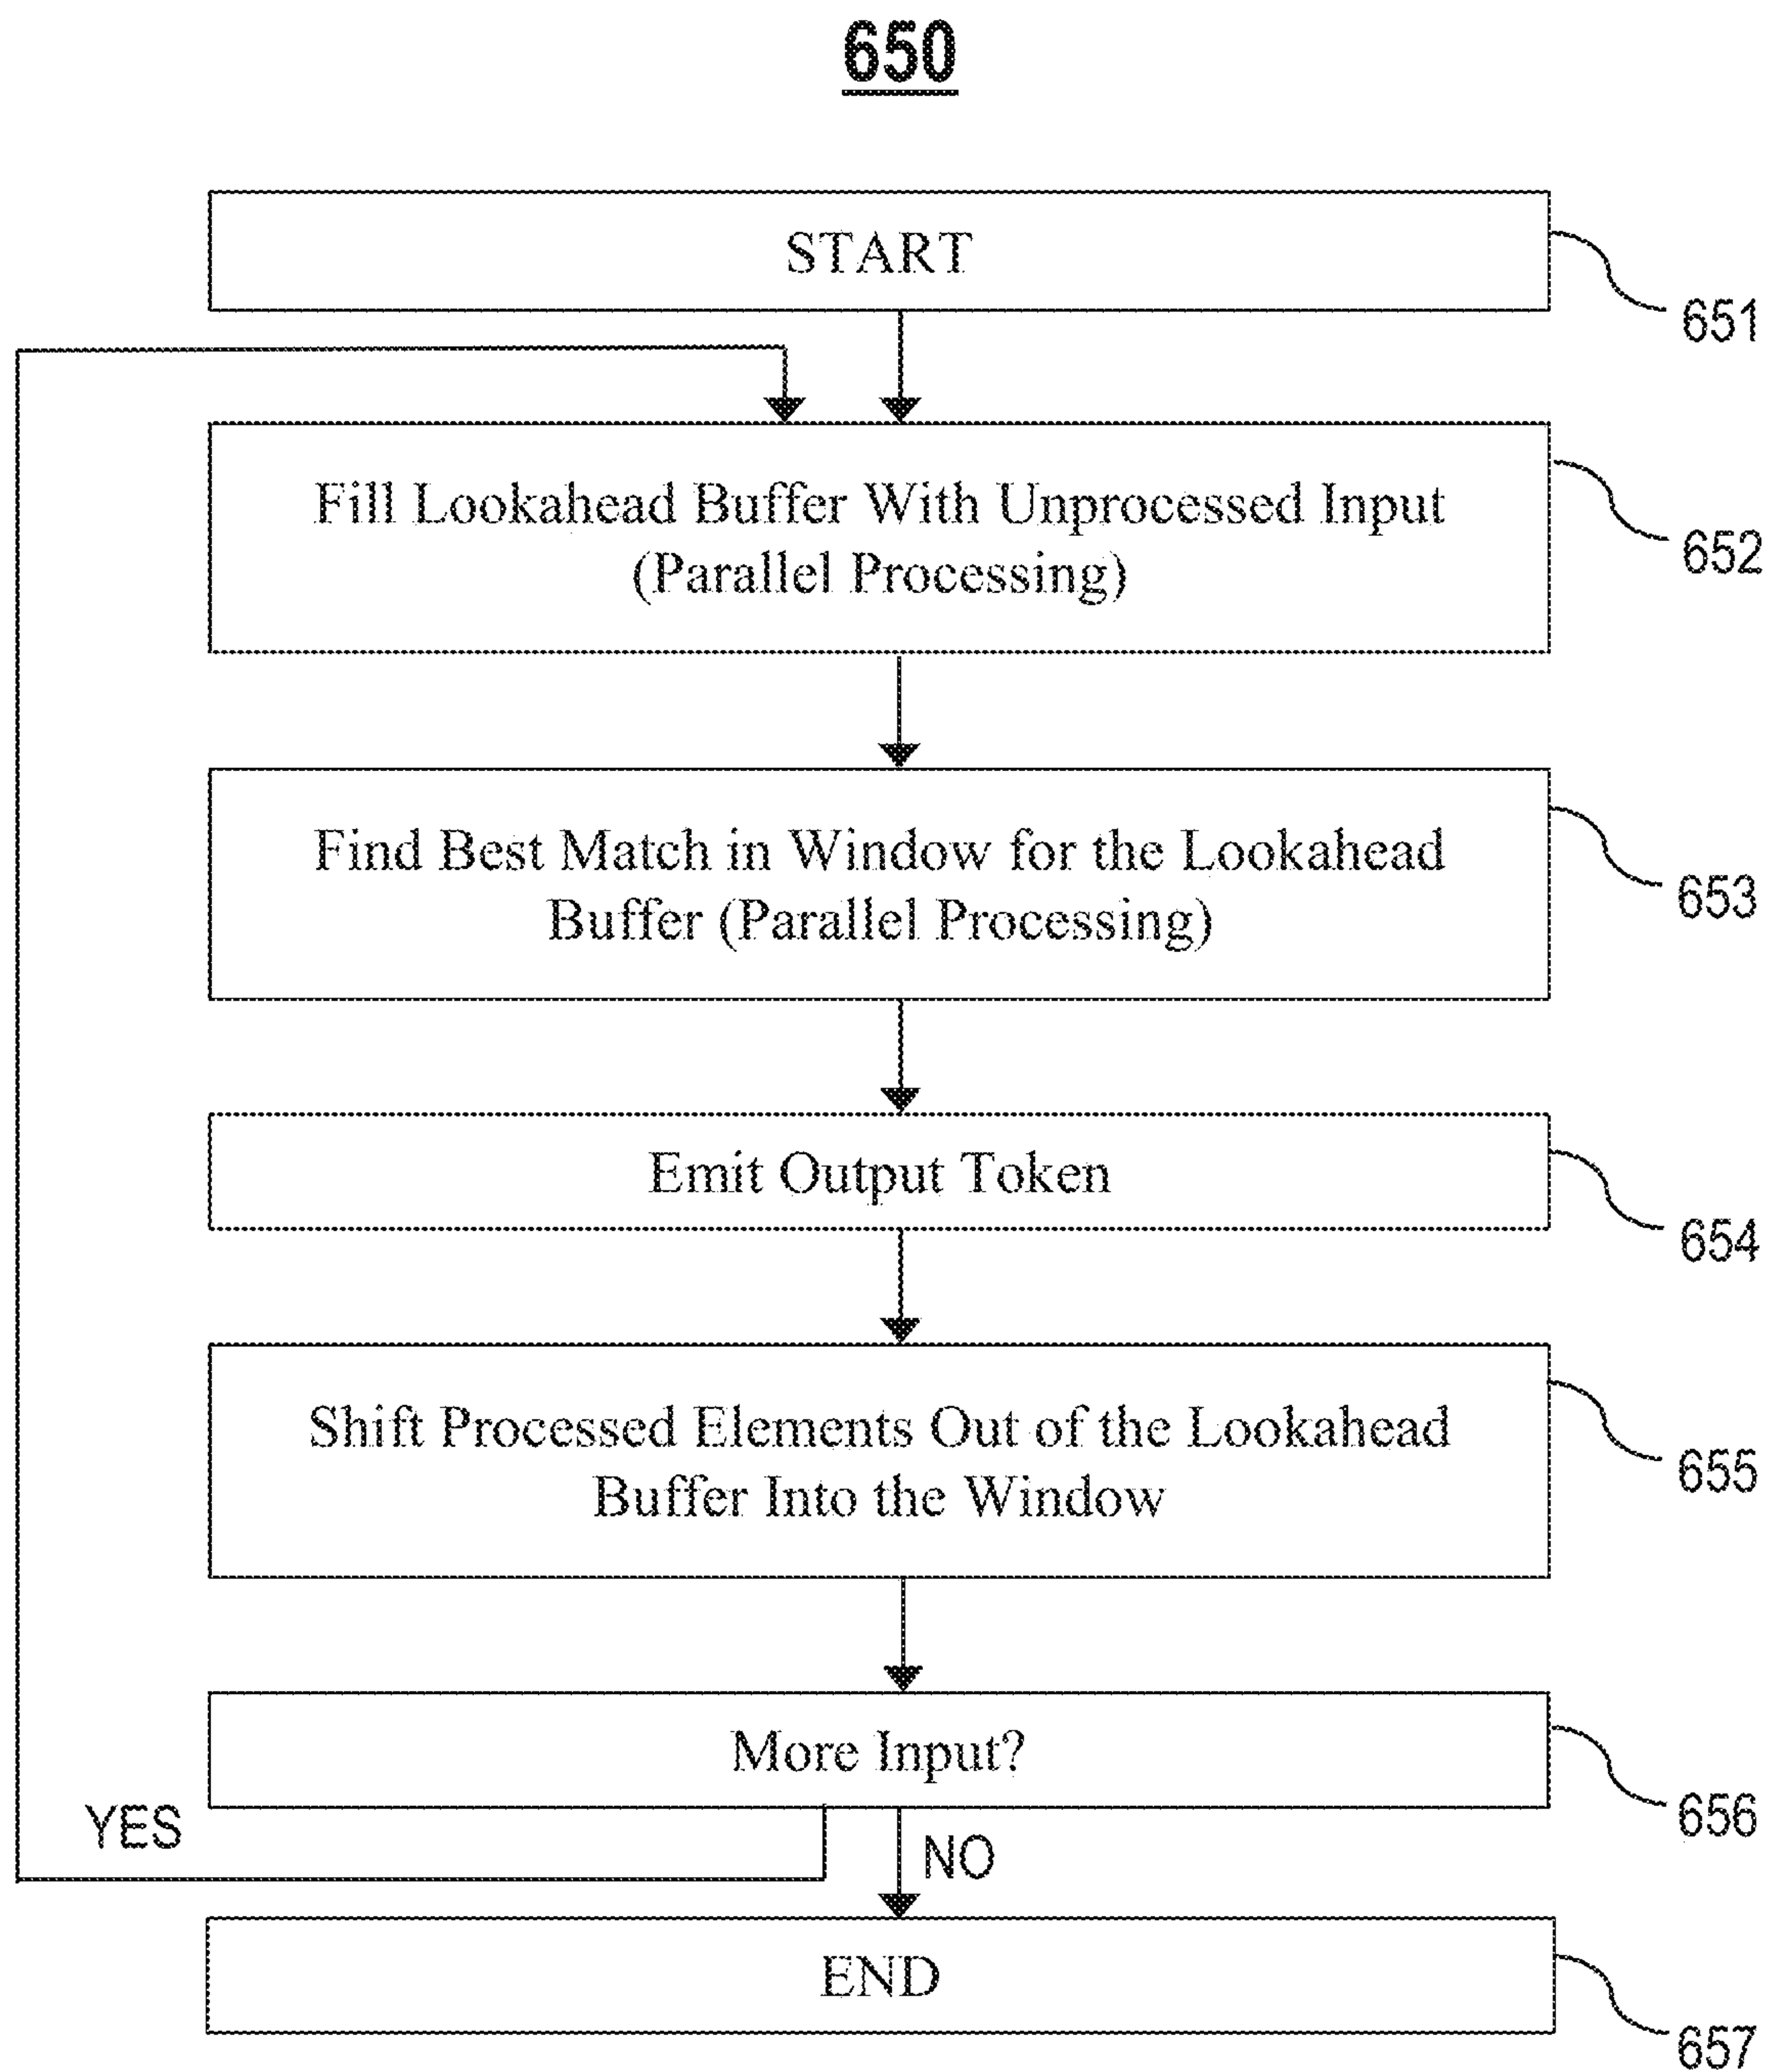 650
START
651
Fill Lookahead Buffer With Unprocessed Input
(Parallel Processing)
652
Find Best Match in Window for the Lookahead
Buffer (Parallel Processing)
653
Emit Output Token
654
Shift Processed Elements Out of the Lookahead
Buffer Into the Window
655
More Input?
656
YES
NO
END
657